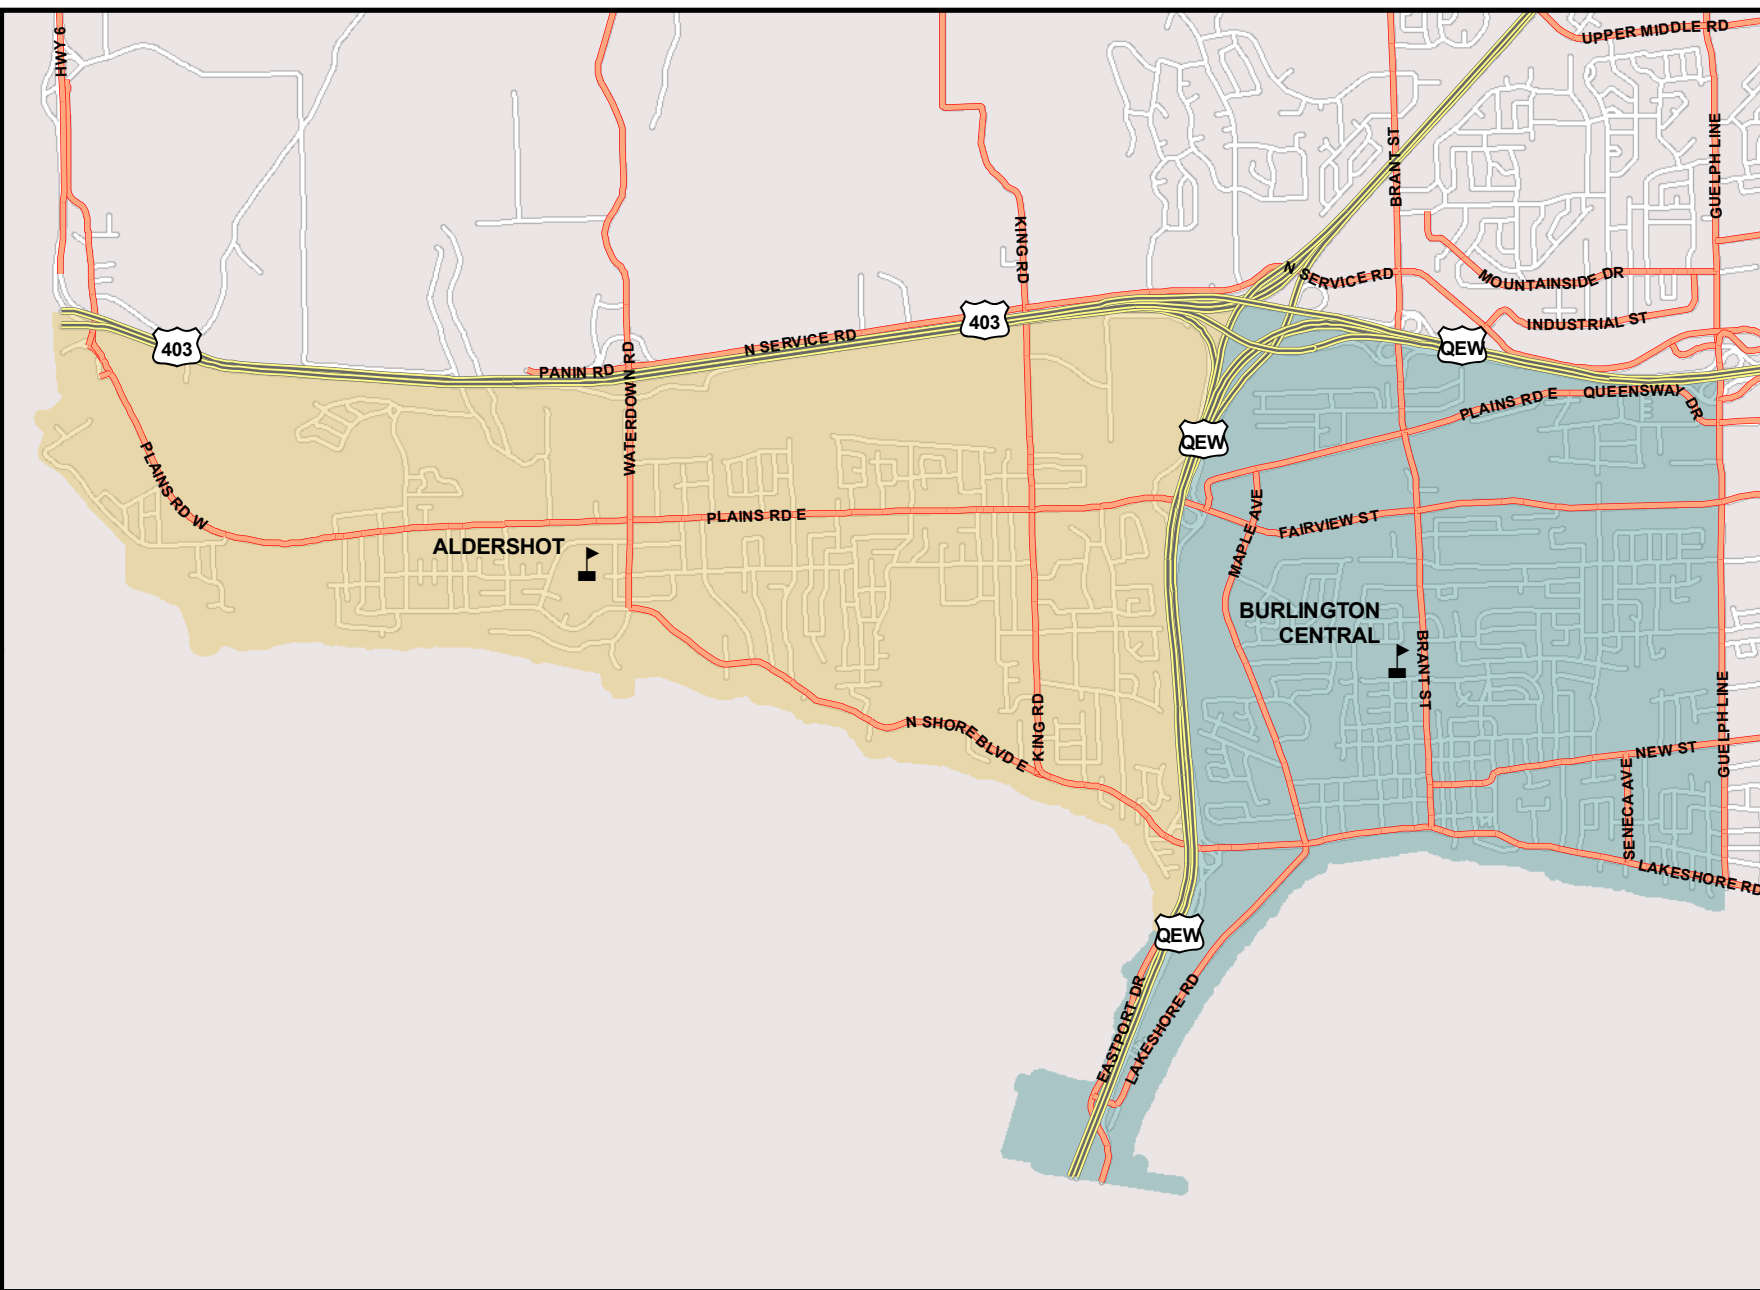 HWY 6
UPPER MIDDLE RD
BRANT ST
GUELPH LINE
KING RD
N SERVICE RD
MOUNTAINSIDE DR
INDUSTRIAL ST
403
403
QEW
N SERVICE RD
PANIN RD
WATERDOWN RD
PLAINS RD E
QUEENSWAY DR
QEW
PLAINS RD W
PLAINS RD E
MAPLE AVE
FAIRVIEW ST
ALDERSHOT
BURLINGTON
CENTRAL
BRANT ST
KING RD
N SHORE BLVD E
NEW ST
GUELPH LINE
SENECA AVE
LAKESHORE RD
QEW
EASTPORT DR
LAKESHORE RD